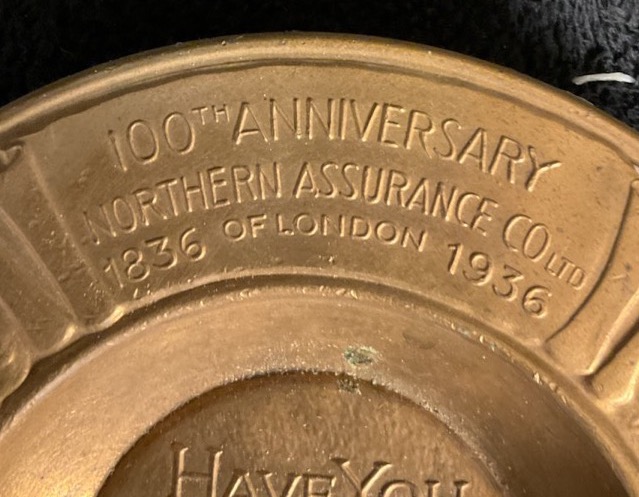 100TH ANNIVERSARY
NORTHERN ASSURANCE CO LTD
OF LONDON
1836 1936
HAVE YOU